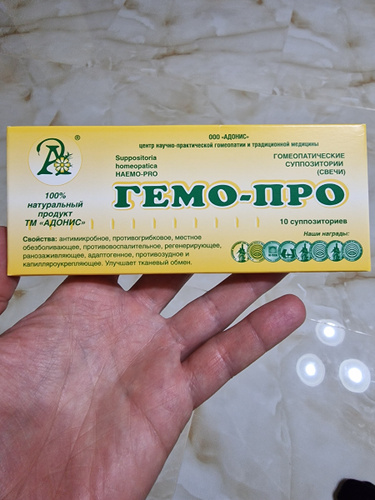 ООО «АДОНИС»
центр научно-практической гомеопатии и традиционной медицины
®
Suppositoria
homeopatica
HAEMO-PRO
ГОМЕОПАТИЧЕСКИЕ
СУППОЗИТОРИИ
(СВЕЧИ)
100%
натуральный
продукт
ТМ «АДОНИС»
ГЕМО-ПРО
10 суппозиториев
Свойства: антимикробное, противогрибковое, местное
обезболивающее, противовоспалительное, регенерирующее,
ранозаживляющее, адаптогенное, противозудное и
капилляроукрепляющее. Улучшает тканевый обмен.
Наши награды: